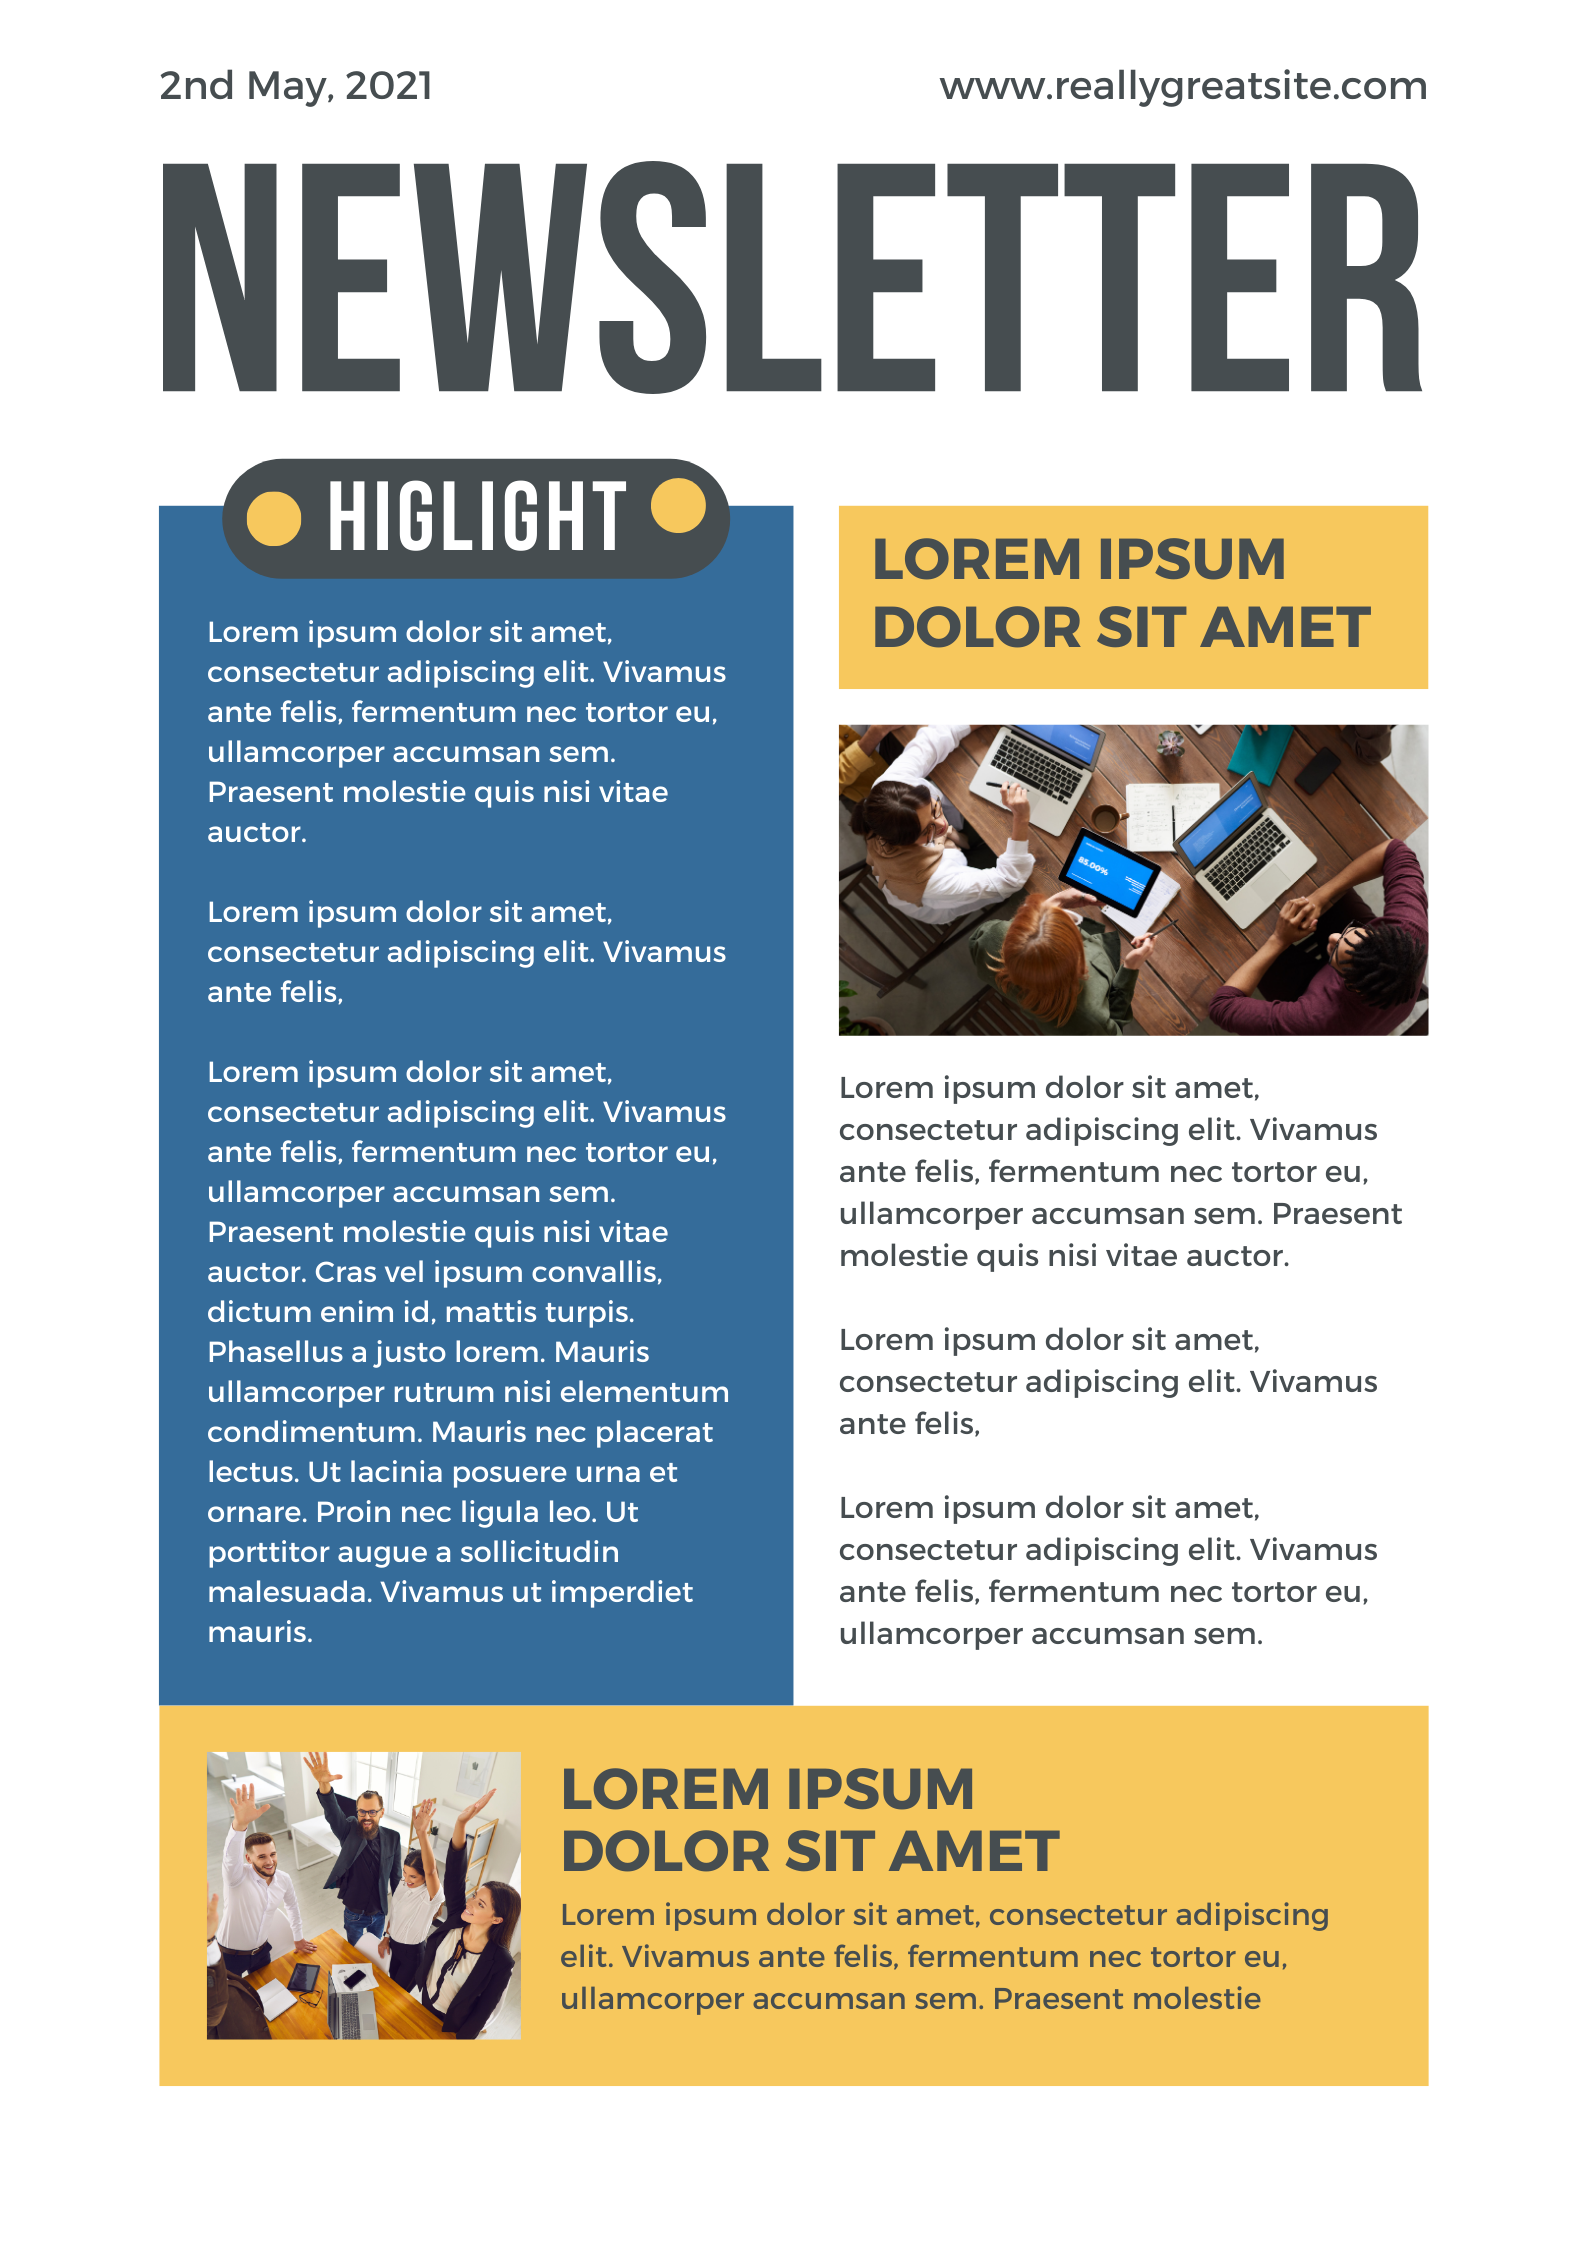 2nd May, 2021
www.reallygreatsite.com
NEWSLETTER
HIGLIGHT
Lorem ipsum dolor sit amet,
consectetur adipiscing elit. Vivamus
ante felis, fermentum nec tortor eu,
ullamcorper accumsan sem.
Praesent molestie quis nisi vitae
auctor.
Lorem ipsum dolor sit amet,
consectetur adipiscing elit. Vivamus
ante felis,
Lorem ipsum dolor sit amet,
consectetur adipiscing elit. Vivamus
ante felis, fermentum nec tortor eu,
ullamcorper accumsan sem.
Praesent molestie quis nisi vitae
auctor. Cras vel ipsum convallis,
dictum enim id, mattis turpis.
Phasellus a justo lorem. Mauris
ullamcorper rutrum nisi elementum
condimentum. Mauris nec placerat
lectus. Ut lacinia posuere urna et
ornare. Proin nec ligula leo. Ut
porttitor augue a sollicitudin
malesuada. Vivamus ut imperdiet
mauris.
LOREM IPSUM
DOLOR SIT AMET
85.00%
Lorem ipsum dolor sit amet,
consectetur adipiscing elit. Vivamus
ante felis, fermentum nec tortor eu,
ullamcorper accumsan sem. Praesent
molestie quis nisi vitae auctor.
Lorem ipsum dolor sit amet,
consectetur adipiscing elit. Vivamus
ante felis,
Lorem ipsum dolor sit amet,
consectetur adipiscing elit. Vivamus
ante felis, fermentum nec tortor eu,
ullamcorper accumsan sem.
LOREM IPSUM
DOLOR SIT AMET
Lorem ipsum dolor sit amet, consectetur adipiscing
elit. Vivamus ante felis, fermentum nec tortor eu,
ullamcorper accumsan sem. Praesent molestie